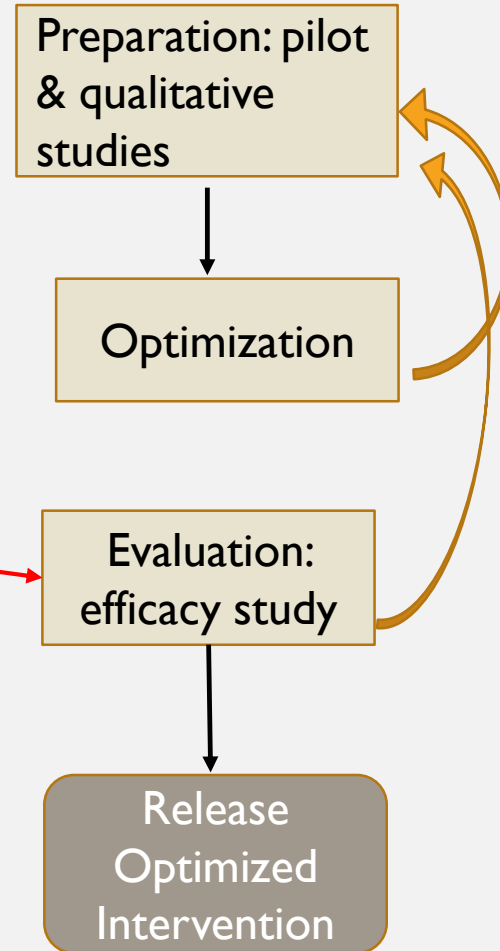 Preparation: pilot
& qualitative
studies
Optimization
Evaluation:
efficacy study
Release
Optimized
Intervention